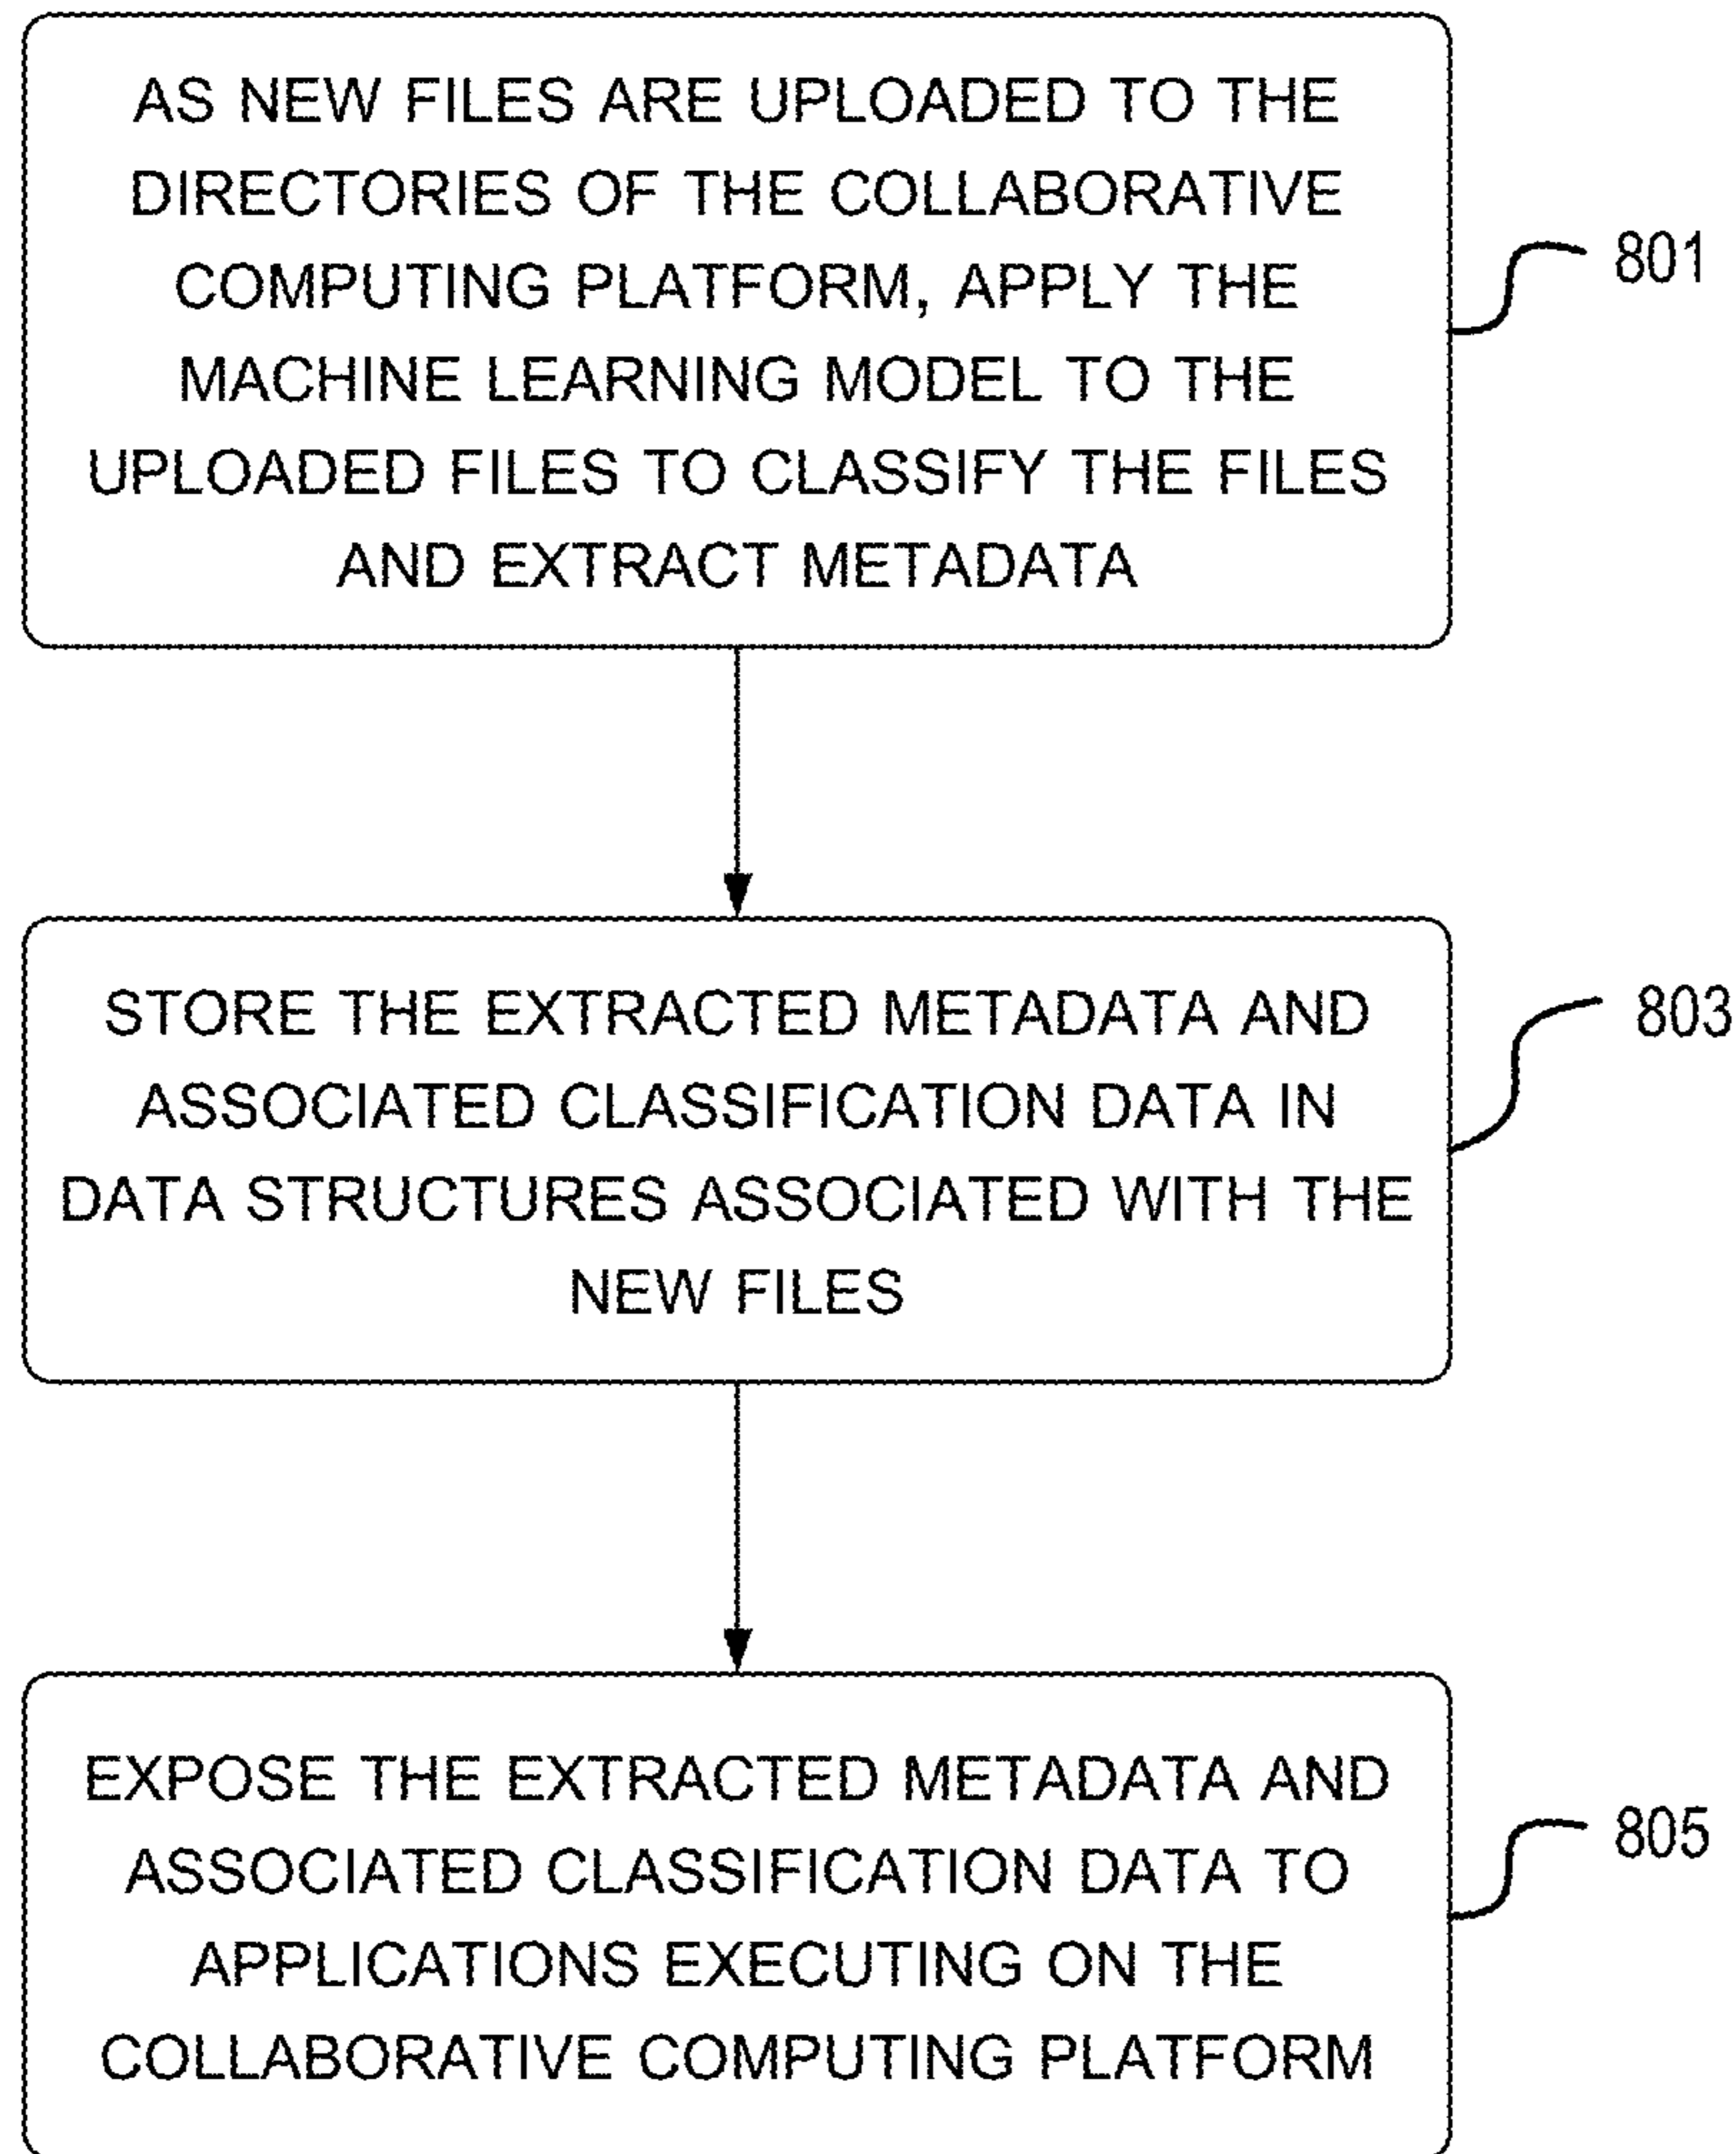 AS NEW FILES ARE UPLOADED TO THE
DIRECTORIES OF THE COLLABORATIVE
COMPUTING PLATFORM, APPLY THE
MACHINE LEARNING MODEL TO THE
UPLOADED FILES TO CLASSIFY THE FILES
AND EXTRACT METADATA
801
STORE THE EXTRACTED METADATA AND
ASSOCIATED CLASSIFICATION DATA IN
DATA STRUCTURES ASSOCIATED WITH THE
NEW FILES
803
EXPOSE THE EXTRACTED METADATA AND
ASSOCIATED CLASSIFICATION DATA TO
APPLICATIONS EXECUTING ON THE
COLLABORATIVE COMPUTING PLATFORM
805